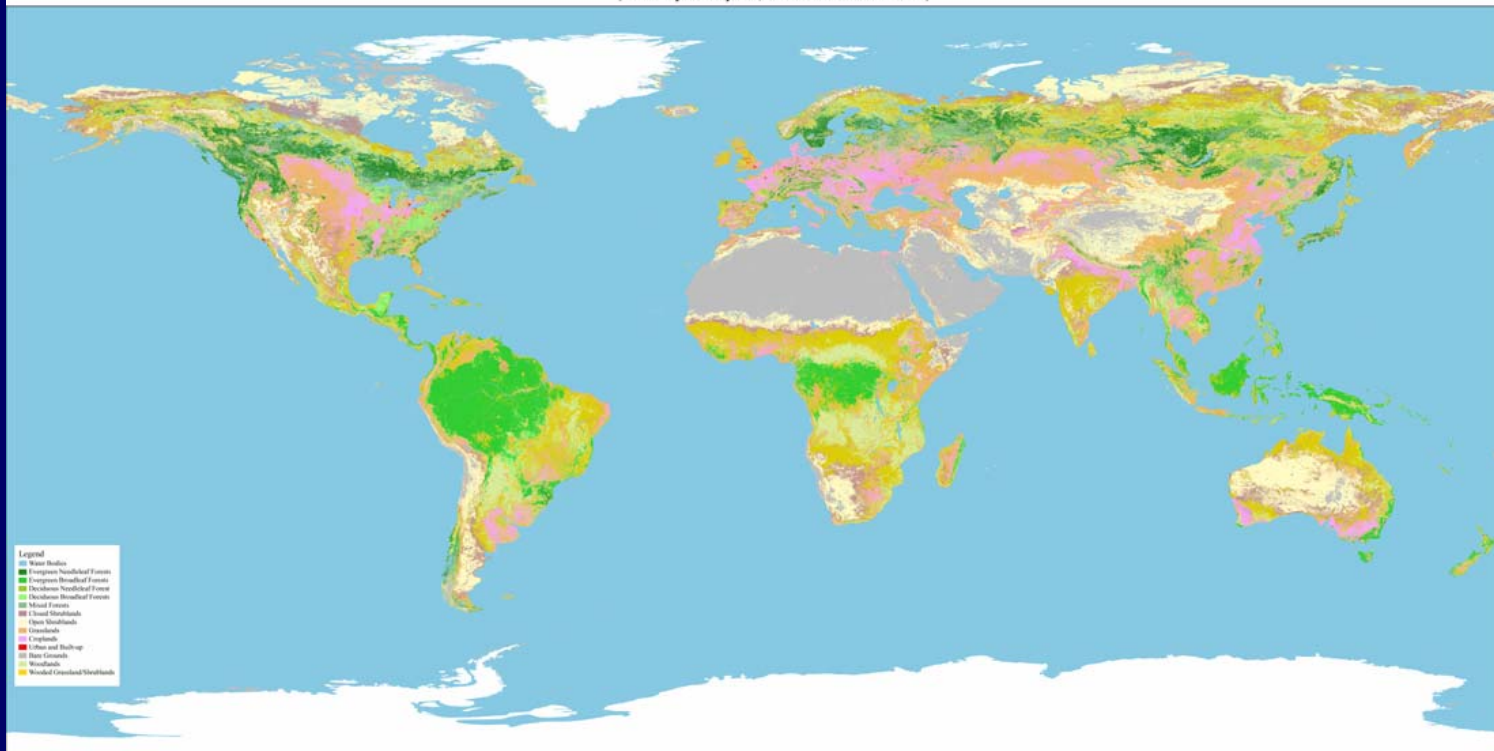 Legend
Water Bodies
Evergreen Needleleaf Forests
Evergreen Broadleaf Forests
Deciduous Needleleaf Forest
Deciduous Broadleaf Forests
Mixed Forests
Closed Shrublands
Open Shrublands
Grasslands
Croplands
Urban and Built-up
Bare Grounds
Woodlands
Wooded Grassland/Shrublands